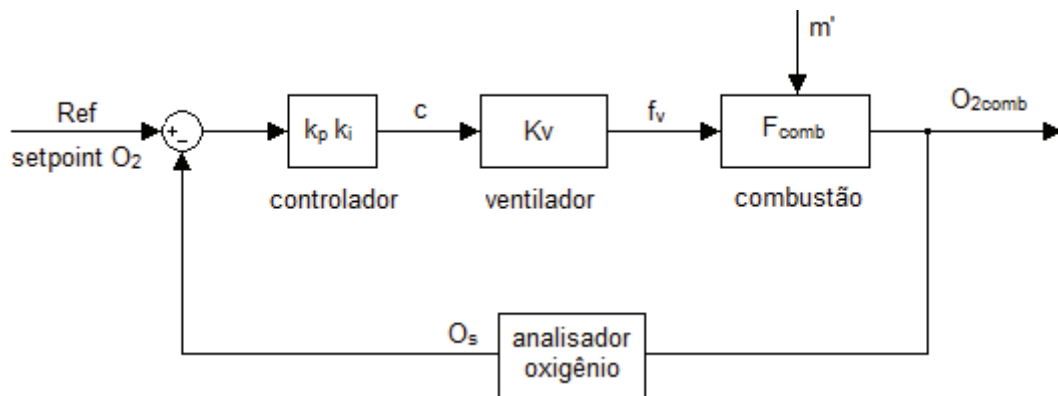 m'
Ref
setpoint O₂
+
−
kₚ kᵢ
controlador
c
Kv
ventilador
fᵥ
Fcomb
combustão
O2comb
Oₛ
analisador
oxigênio